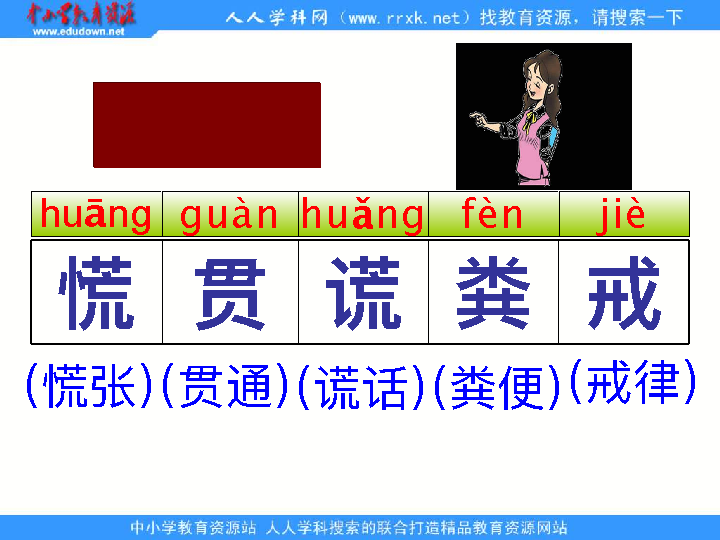 中小学教育资源
www.edudown.net
人人学科网（www.rrxk.net）找教育资源，请搜索一下
huāng guàn huǎng fèn jiè
慌 贯 谎 粪 戒
(慌张)(贯通)(谎话)(粪便)(戒律)
中小学教育资源站 人人学科搜索的联合打造精品教育资源网站